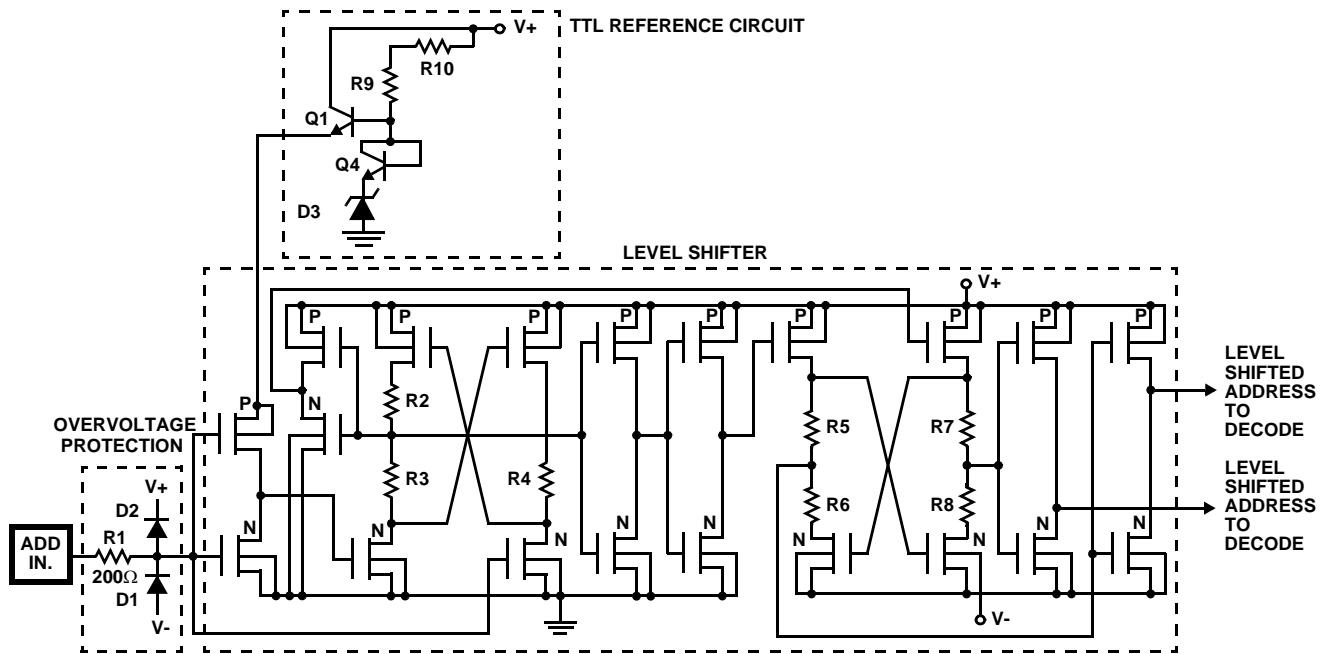 TTL REFERENCE CIRCUIT
V+
R10
R9
Q1
Q4
D3
LEVEL SHIFTER
V+
P
P
P
P
P
P
P
P
P
R2
R5
R7
LEVEL
SHIFTED
ADDRESS
TO
DECODE
OVERVOLTAGE
PROTECTION
P
N
R3
R4
R6
R8
LEVEL
SHIFTED
ADDRESS
TO
DECODE
V+
D2
R1
ADD
IN.
200Ω
D1
V-
N
N
N
N
N
N
N
N
N
V-